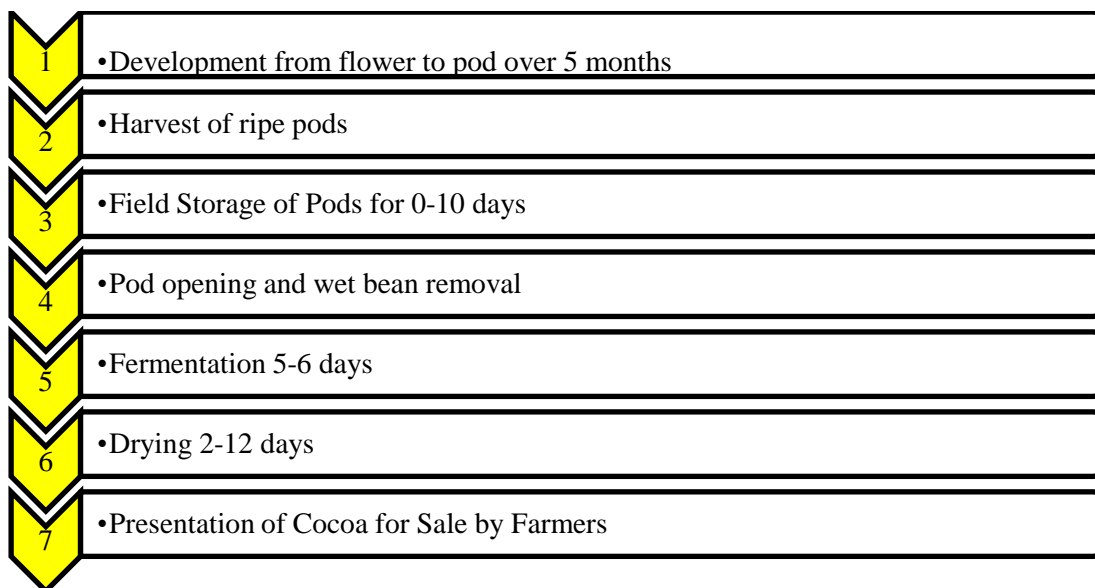 1 •Development from flower to pod over 5 months
2 •Harvest of ripe pods
3 •Field Storage of Pods for 0-10 days
4 •Pod opening and wet bean removal
5 •Fermentation 5-6 days
6 •Drying 2-12 days
7 •Presentation of Cocoa for Sale by Farmers